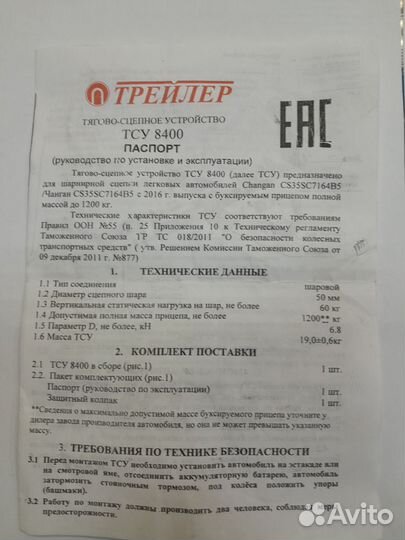 ТРЕЙЛЕР
ТЯГОВО-СЦЕПНОЕ УСТРОЙСТВО
ТСУ 8400
ПАСПОРТ
(руководство по установке и эксплуатации)
EAC
Тягово-сцепное устройство ТСУ 8400 (далее ТСУ) предназначено
для шарнирной сцепки легковых автомобилей Changan CS35SC7164B5
/Чанган CS35SC7164B5 с 2016 г. выпуска с буксируемым прицепом полной
массой до 1200 кг.
Технические характеристики ТСУ соответствуют требованиям
Правил ООН №55 (п. 25 Приложения 10 к Техническому регламенту
Таможенного Союза ТР ТС 018/2011 "О безопасности колесных
транспортных средств" ( утв. Решением Комиссии Таможенного Союза от
09 декабря 2011 г. №877)
1. ТЕХНИЧЕСКИЕ ДАННЫЕ
1.1 Тип соединения шаровой
1.2 Диаметр сцепного шара 50 мм
1.3 Вертикальная статическая нагрузка на шар, не более 60 кг
1.4 Допустимая полная масса прицепа, не более 1200** кг
1.5 Параметр D, не более, кН 6.8
1.6 Масса ТСУ 19,0±0,6кг
2. КОМПЛЕКТ ПОСТАВКИ
2.1 ТСУ 8400 в сборе (рис.1) 1 шт.
2.2. Пакет комплектующих (рис.1) 1 шт.
Паспорт (руководство по эксплуатации) 1 шт.
Защитный колпак 1 шт.
**Сведения о максимально допустимой массе буксируемого прицепа уточните у
дилера завода производителя автомобиля, но она не может превышать указанную
массу.
3. ТРЕБОВАНИЯ ПО ТЕХНИКЕ БЕЗОПАСНОСТИ
3.1 Перед монтажом ТСУ необходимо установить автомобиль на эстакаде или
на смотровой яме, отсоединить аккумуляторную батарею, автомобиль
затормозить стояночным тормозом, под колёса положить упоры
(башмаки).
3.2 Работу по монтажу должны производить два человека, меры
предосторожности.
Avito